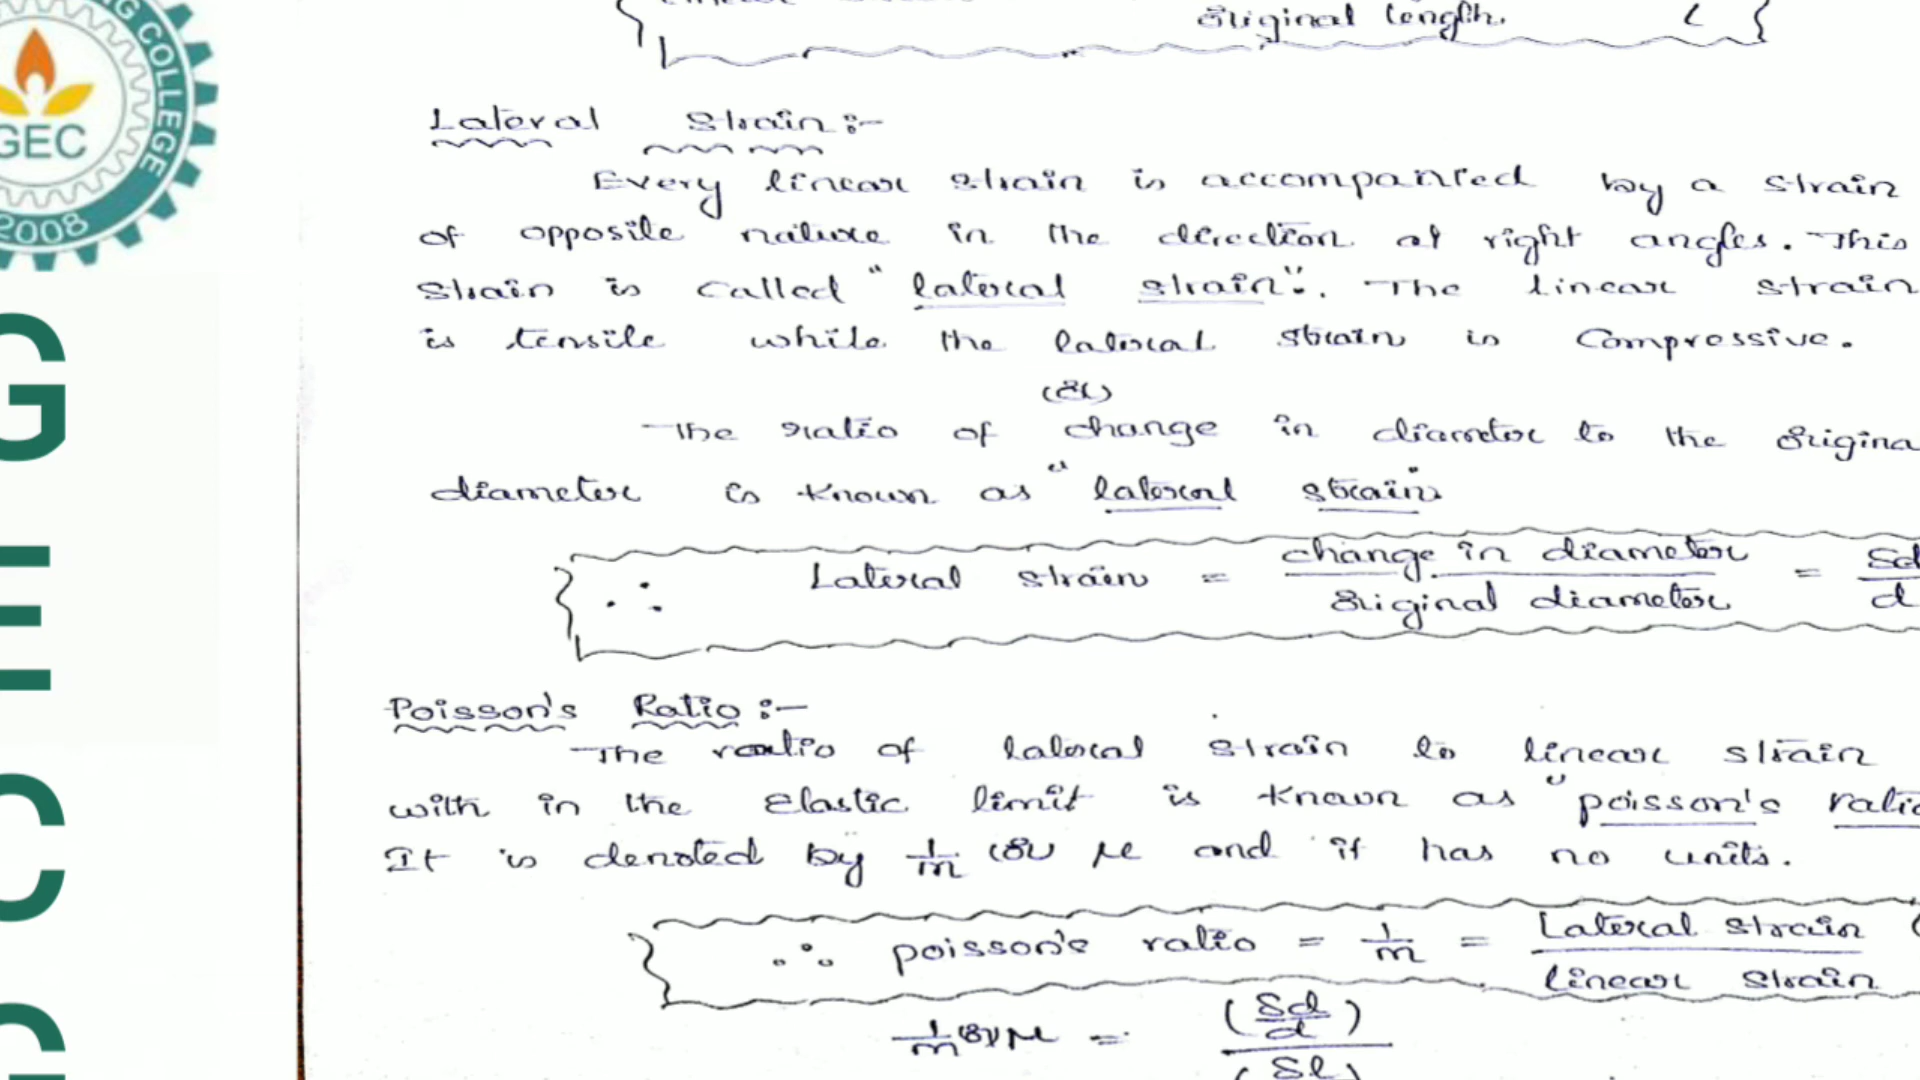 NG COLLEGE
GEC
2008
G
E
C
C
original length.
Lateral Strain :-
Every linear strain is accompanied by a strain
of opposite nature in the direction at right angles. This
strain is called "lateral strain". The linear strain
is tensile while the lateral strain is compressive.
(or)
The ratio of change in diameter to the origina
diameter is known as "lateral strain"
∴ Lateral strain = change in diameter / original diameter = δd / d
Poisson's Ratio :-
The ratio of lateral strain to linear strain
with in the Elastic limit is known as "poisson's ratio
It is denoted by 1/m (or) μ and it has no units.
∴ poisson's ratio = 1/m = Lateral strain / linear strain
1/m (or) μ = (δd/d) / (δl